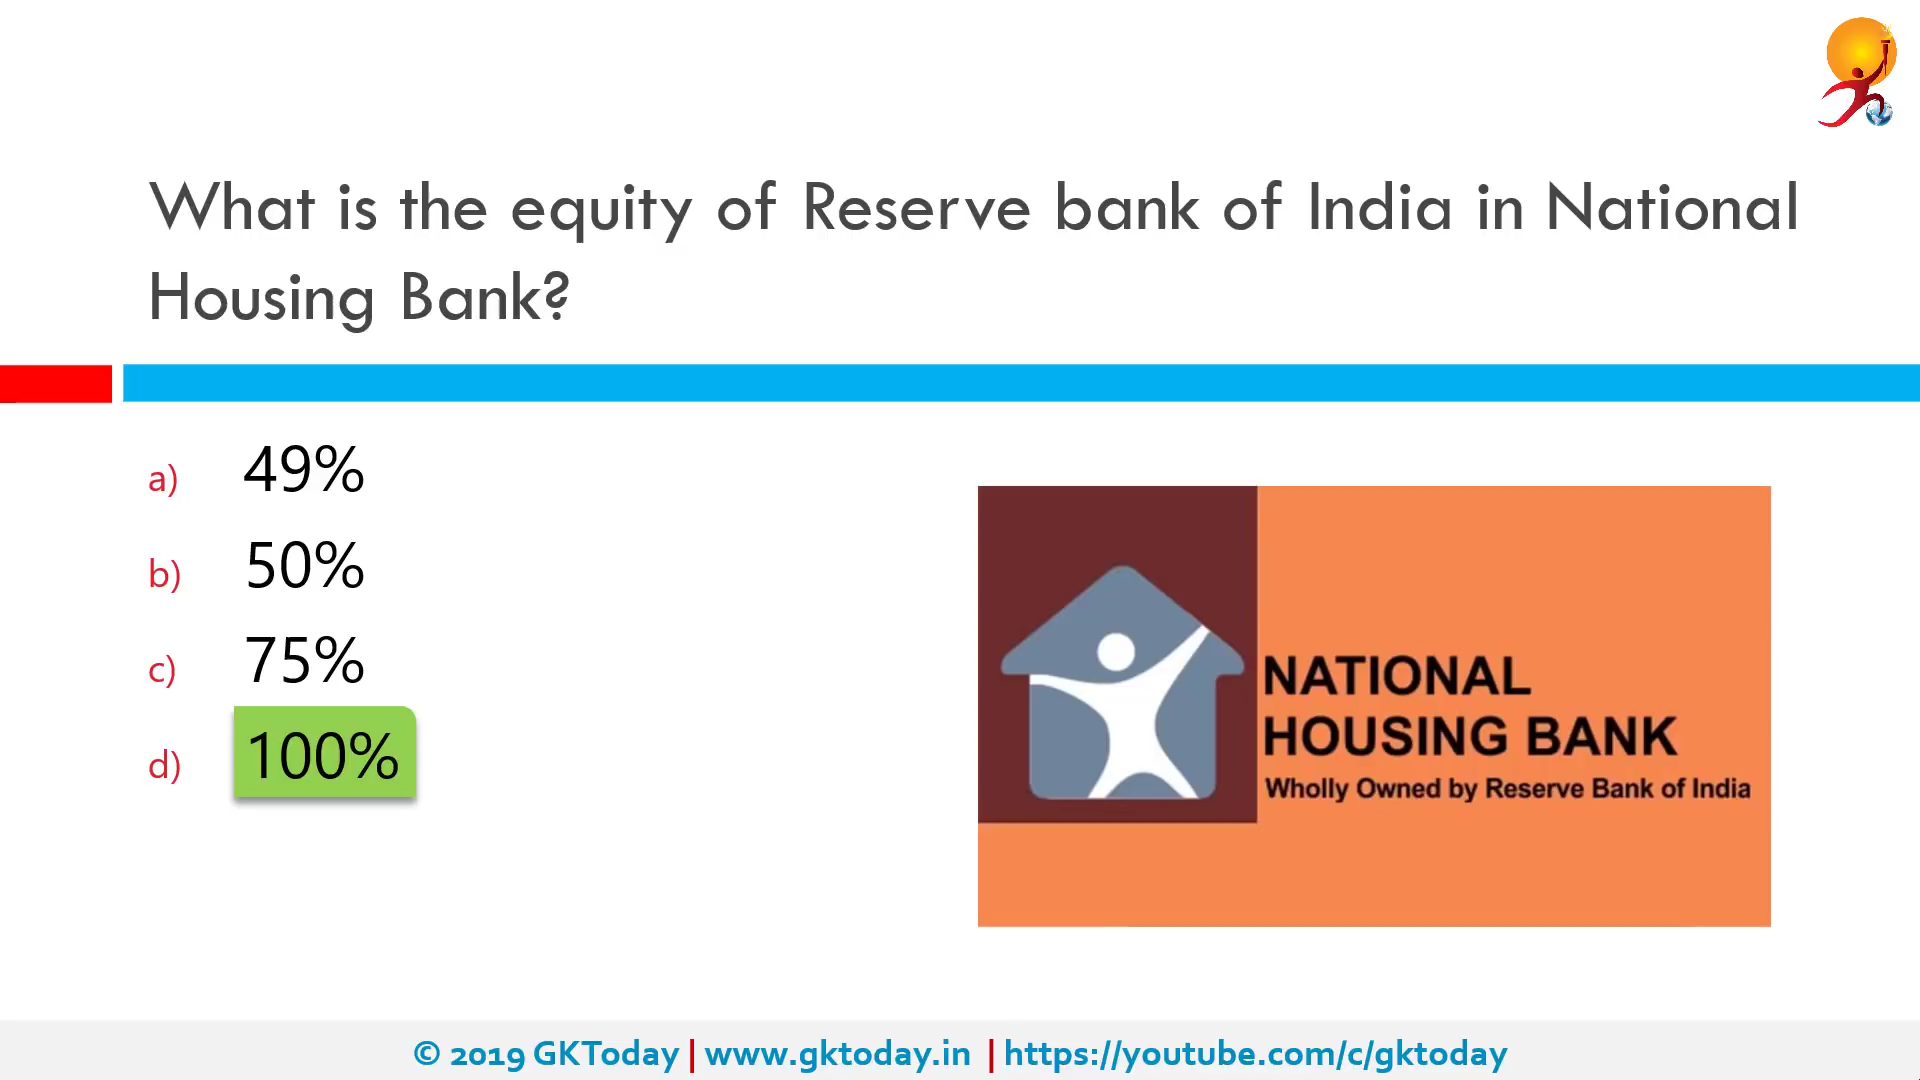 What is the equity of Reserve bank of India in National
Housing Bank?
a) 49%
b) 50%
c) 75%
d) 100%
NATIONAL
HOUSING BANK
Wholly Owned by Reserve Bank of India
© 2019 GKToday | www.gktoday.in | https://youtube.com/c/gktoday